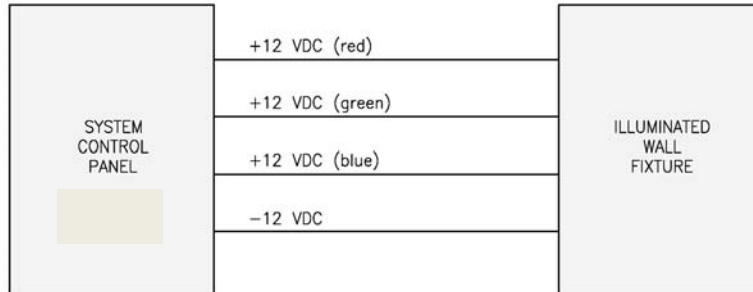 SYSTEM
CONTROL
PANEL
+12 VDC (red)
+12 VDC (green)
+12 VDC (blue)
−12 VDC
ILLUMINATED
WALL
FIXTURE